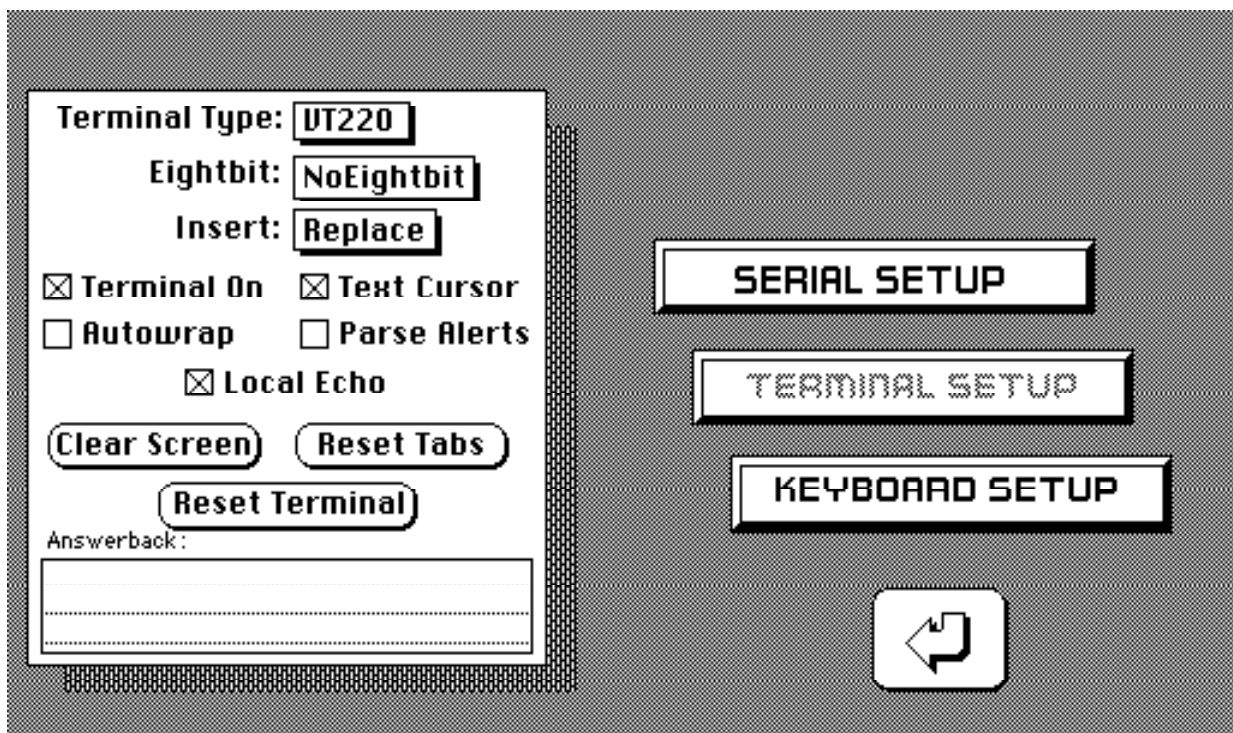 Terminal Type: VT220
Eightbit: NoEightbit
Insert: Replace
Terminal On Text Cursor
Autowrap Parse Alerts
Local Echo
Clear Screen Reset Tabs
Reset Terminal
Answerback:
SERIAL SETUP
TERMINAL SETUP
KEYBOARD SETUP